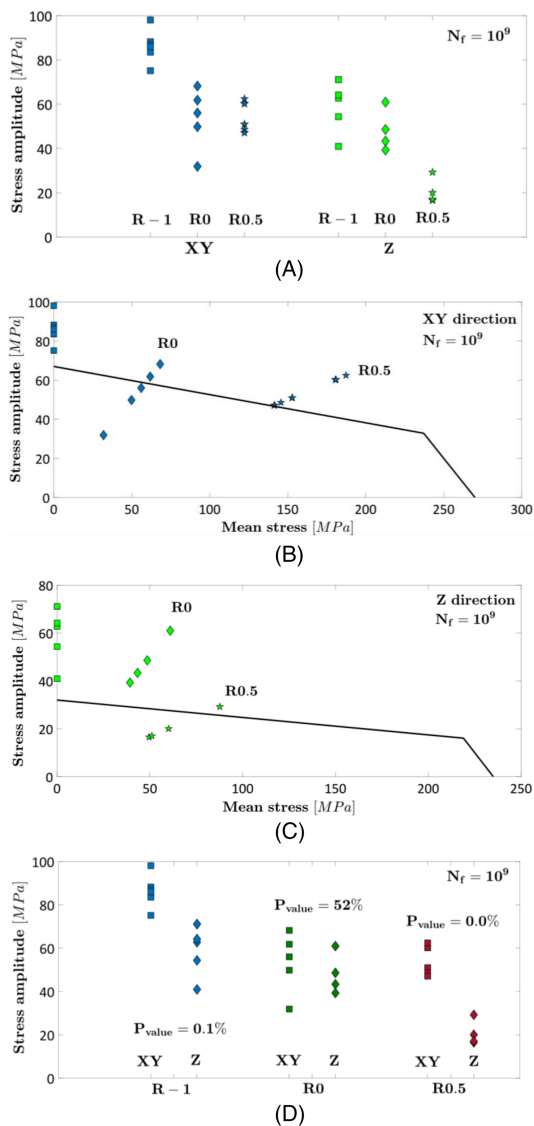 100
80
60
40
20
0
Stress amplitude [MPa]
N_f = 10^9
R − 1 R0 R0.5 R − 1 R0 R0.5
XY Z
(A)
100
80
60
40
20
0
Stress amplitude [MPa]
XY direction
N_f = 10^9
R0
R0.5
0 50 100 150 200 250 300
Mean stress [MPa]
(B)
80
60
40
20
0
Stress amplitude [MPa]
Z direction
N_f = 10^9
R0
R0.5
0 50 100 150 200 250
Mean stress [MPa]
(C)
100
80
60
40
20
0
Stress amplitude [MPa]
N_f = 10^9
P_value = 52%
P_value = 0.0%
P_value = 0.1%
XY Z XY Z XY Z
R − 1 R0 R0.5
(D)